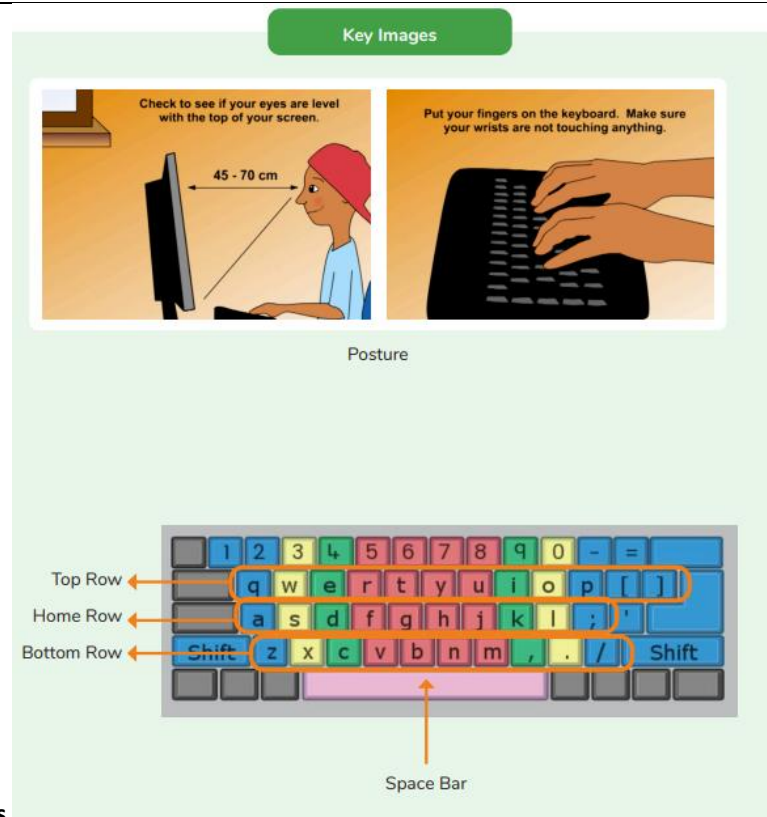 Key Images
Check to see if your eyes are level
with the top of your screen.
45 - 70 cm
Put your fingers on the keyboard. Make sure
your wrists are not touching anything.
Posture
1 2 3 4 5 6 7 8 9 0 - =
Top Row
q w e r t y u i o p [ ]
Home Row
a s d f g h j k l ; '
Bottom Row
Shift z x c v b n m , . / Shift
Space Bar
s